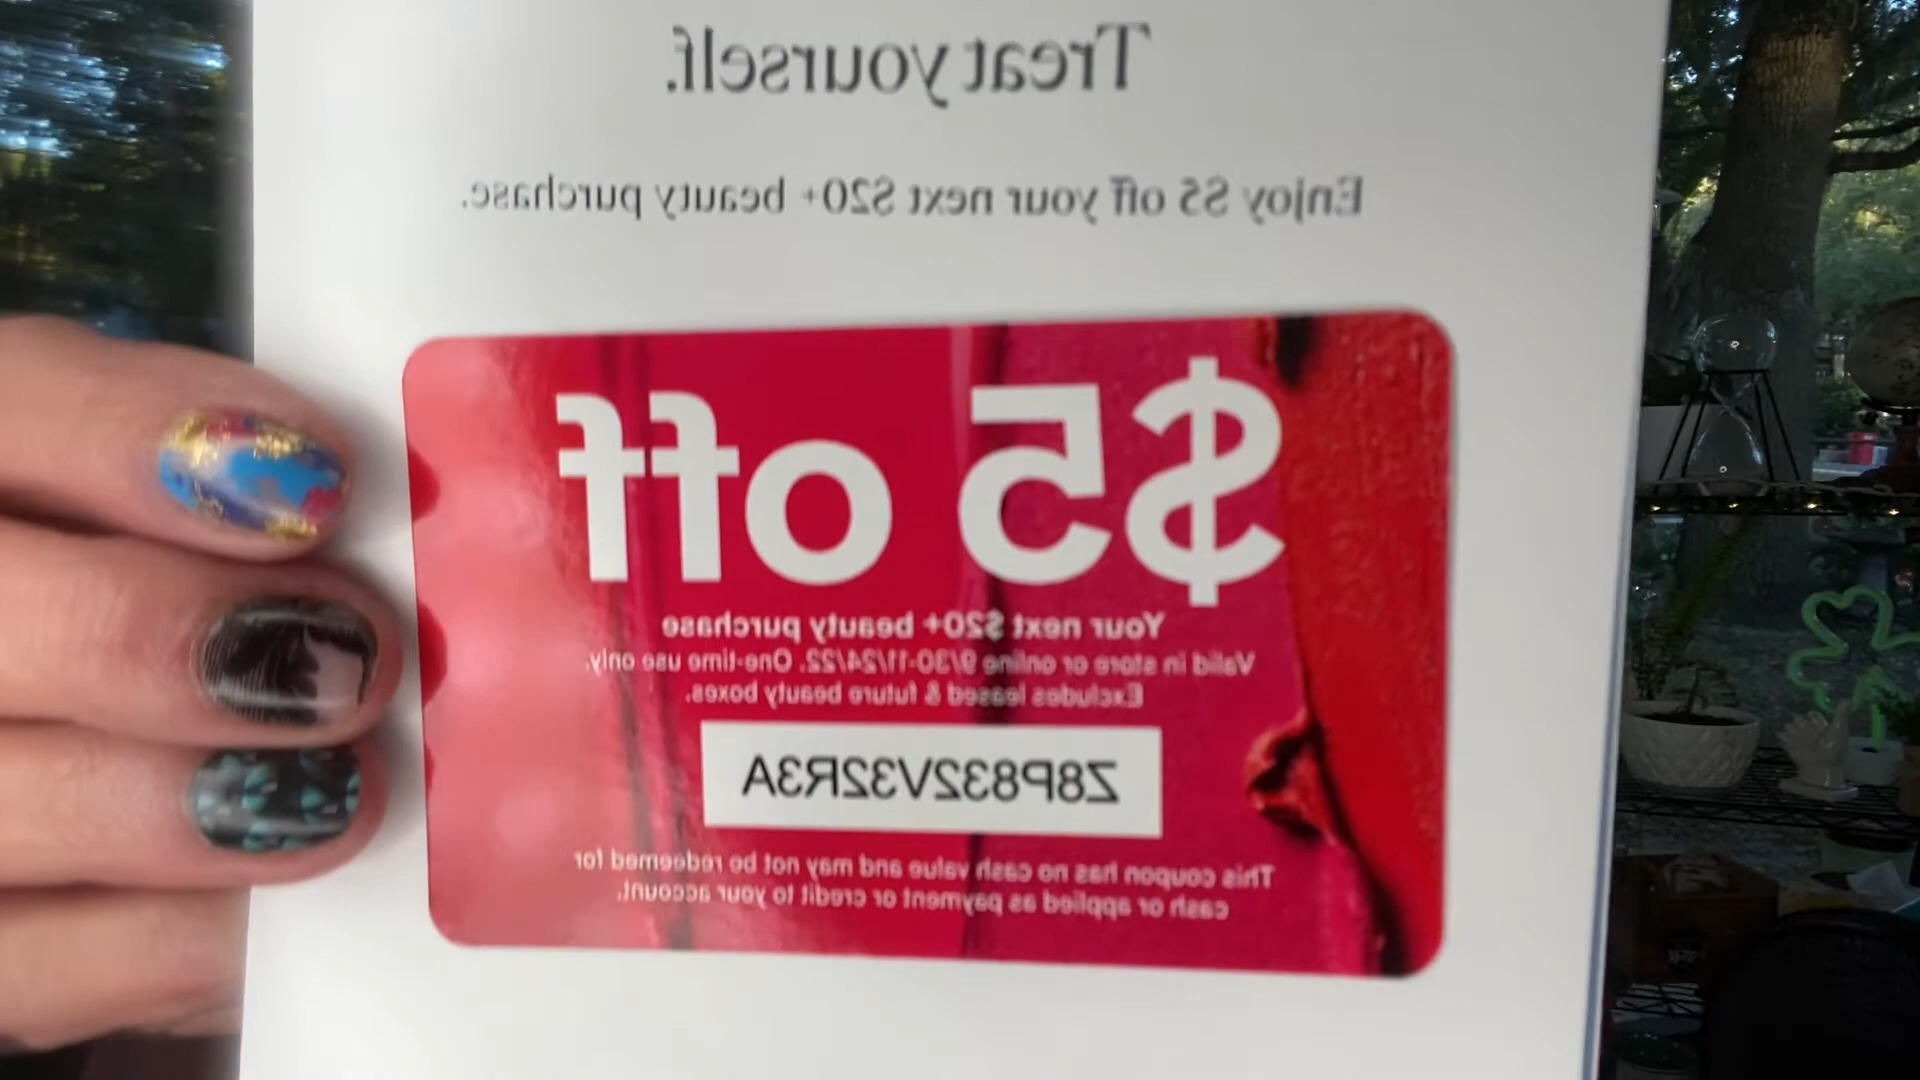 Treat yourself.
Enjoy $5 off your next $20+ beauty purchase.
$5 off
Your next $20+ beauty purchase
Valid in store or online 9/30-11/24/22. One-time use only.
Excludes leased & future beauty boxes.
Z8P832V32R3A
This coupon has no cash value and may not be redeemed for
cash or applied as payment or credit to your account.